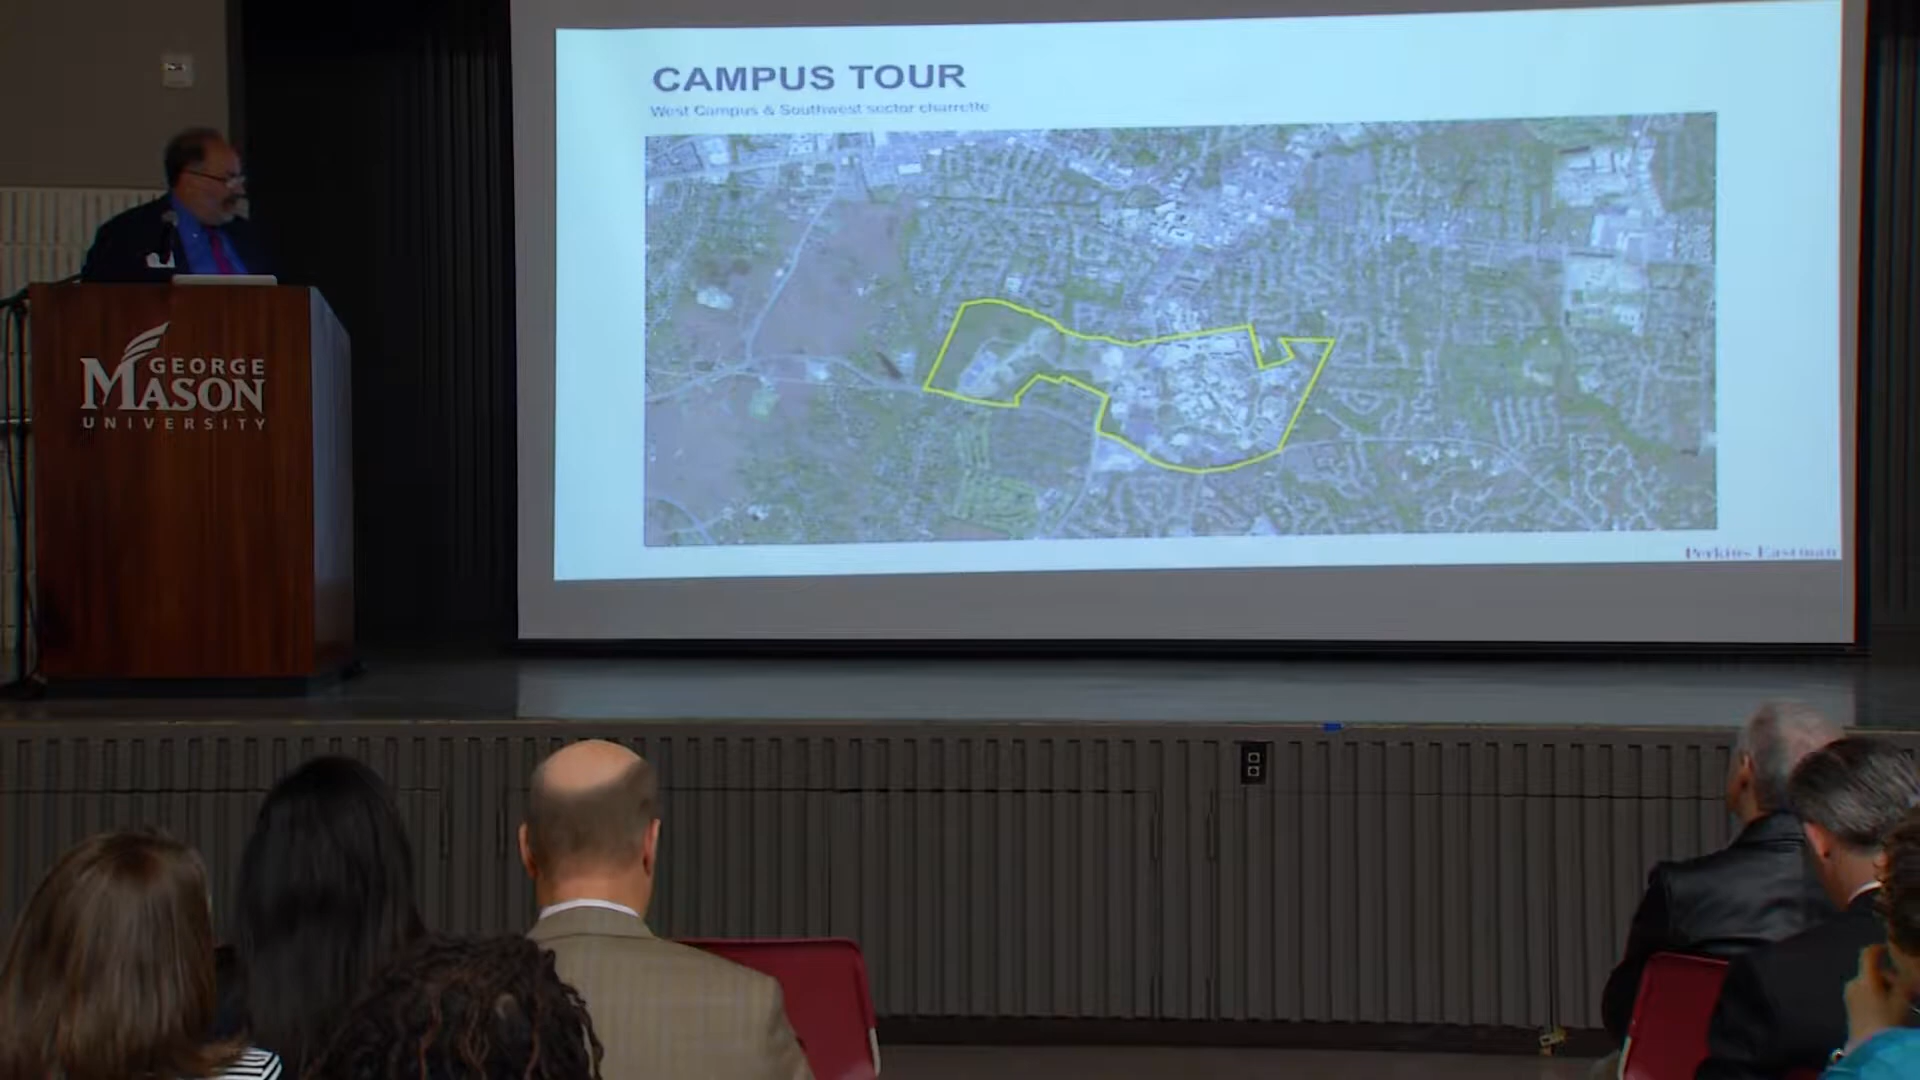 CAMPUS TOUR
West Campus & Southwest sector charrette
GEORGE
MASON
UNIVERSITY
Perkins Eastman